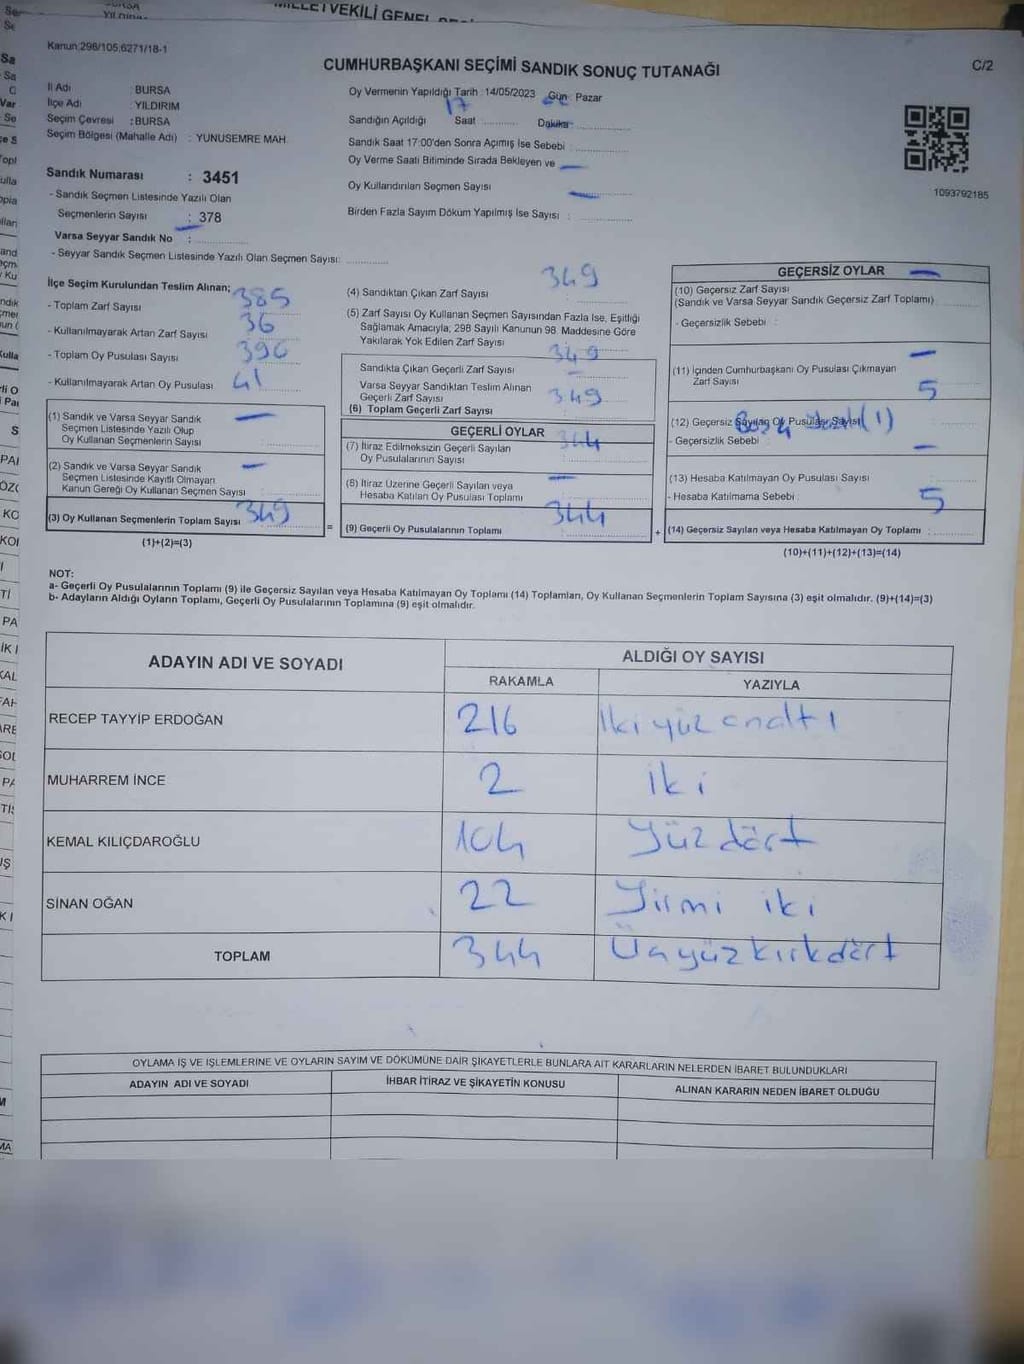 MİLLETVEKİLİ GENEL
Kanun:298/105,6271/18-1
CUMHURBAŞKANI SEÇİMİ SANDIK SONUÇ TUTANAĞI
C/2
İl Adı : BURSA
İlçe Adı : YILDIRIM
Seçim Çevresi : BURSA
Seçim Bölgesi (Mahalle Adı) : YUNUSEMRE MAH.
Sandık Numarası : 3451
- Sandık Seçmen Listesinde Yazılı Olan
Seçmenlerin Sayısı : 378
Varsa Seyyar Sandık No :
- Seyyar Sandık Seçmen Listesinde Yazılı Olan Seçmen Sayısı:
Oy Vermenin Yapıldığı Tarih : 14/05/2023 Gün : Pazar
Sandığın Açıldığı Saat 17 Dakika
Sandık Saat 17:00'den Sonra Açımış İse Sebebi :
Oy Verme Saati Bitiminde Sırada Bekleyen ve
Oy Kullandırılan Seçmen Sayısı
Birden Fazla Sayım Döküm Yapılmış İse Sayısı :
1093792185
İlçe Seçim Kurulundan Teslim Alınan;
- Toplam Zarf Sayısı 385
- Kullanılmayarak Artan Zarf Sayısı 36
- Toplam Oy Pusulası Sayısı 390
- Kullanılmayarak Artan Oy Pusulası 41
(1) Sandık ve Varsa Seyyar Sandık
Seçmen Listesinde Yazılı Olup
Oy Kullanan Seçmenlerin Sayısı
(2) Sandık ve Varsa Seyyar Sandık
Seçmen Listesinde Kayıtlı Olmayan
Kanun Gereği Oy Kullanan Seçmen Sayısı
(3) Oy Kullanan Seçmenlerin Toplam Sayısı 349
(1)+(2)=(3)
=
(4) Sandıktan Çıkan Zarf Sayısı 349
(5) Zarf Sayısı Oy Kullanan Seçmen Sayısından Fazla İse, Eşitliği
Sağlamak Amacıyla; 298 Sayılı Kanunun 98. Maddesine Göre
Yakılarak Yok Edilen Zarf Sayısı
Sandıkta Çıkan Geçerli Zarf Sayısı 349
Varsa Seyyar Sandıktan Teslim Alınan
Geçerli Zarf Sayısı
(6) Toplam Geçerli Zarf Sayısı 349
GEÇERLİ OYLAR
(7) İtiraz Edilmeksizin Geçerli Sayılan
Oy Pusulalarının Sayısı 344
(8) İtiraz Üzerine Geçerli Sayılan veya
Hesaba Katılan Oy Pusulası Toplamı
(9) Geçerli Oy Pusulalarının Toplamı 344
+
GEÇERSİZ OYLAR
(10) Geçersiz Zarf Sayısı
(Sandık ve Varsa Seyyar Sandık Geçersiz Zarf Toplamı)
- Geçersizlik Sebebi :
(11) İçinden Cumhurbaşkanı Oy Pusulası Çıkmayan
Zarf Sayısı
(12) Geçersiz Sayılan Oy Pusulası Sayısı 5
- Geçersizlik Sebebi : (1)
(13) Hesaba Katılmayan Oy Pusulası Sayısı
- Hesaba Katılmama Sebebi :
(14) Geçersiz Sayılan veya Hesaba Katılmayan Oy Toplamı : 5
(10)+(11)+(12)+(13)=(14)
NOT:
a- Geçerli Oy Pusulalarının Toplamı (9) ile Geçersiz Sayılan veya Hesaba Katılmayan Oy Toplamı (14) Toplamları, Oy Kullanan Seçmenlerin Toplam Sayısına (3) eşit olmalıdır. (9)+(14)=(3)
b- Adayların Aldığı Oyların Toplamı, Geçerli Oy Pusulalarının Toplamına (9) eşit olmalıdır.
ADAYIN ADI VE SOYADI ALDIĞI OY SAYISI
RAKAMLA YAZIYLA
RECEP TAYYİP ERDOĞAN 216 İki yüz onaltı
MUHARREM İNCE 2 İki
KEMAL KILIÇDAROĞLU 104 Yüz dört
SİNAN OĞAN 22 Yirmi iki
TOPLAM 344 Üçyüzkırkdört
OYLAMA İŞ VE İŞLEMLERİNE VE OYLARIN SAYIM VE DÖKÜMÜNE DAİR ŞİKAYETLERLE BUNLARA AİT KARARLARIN NELERDEN İBARET BULUNDUKLARI
ADAYIN ADI VE SOYADI İHBAR İTİRAZ VE ŞİKAYETİN KONUSU ALINAN KARARIN NEDEN İBARET OLDUĞU